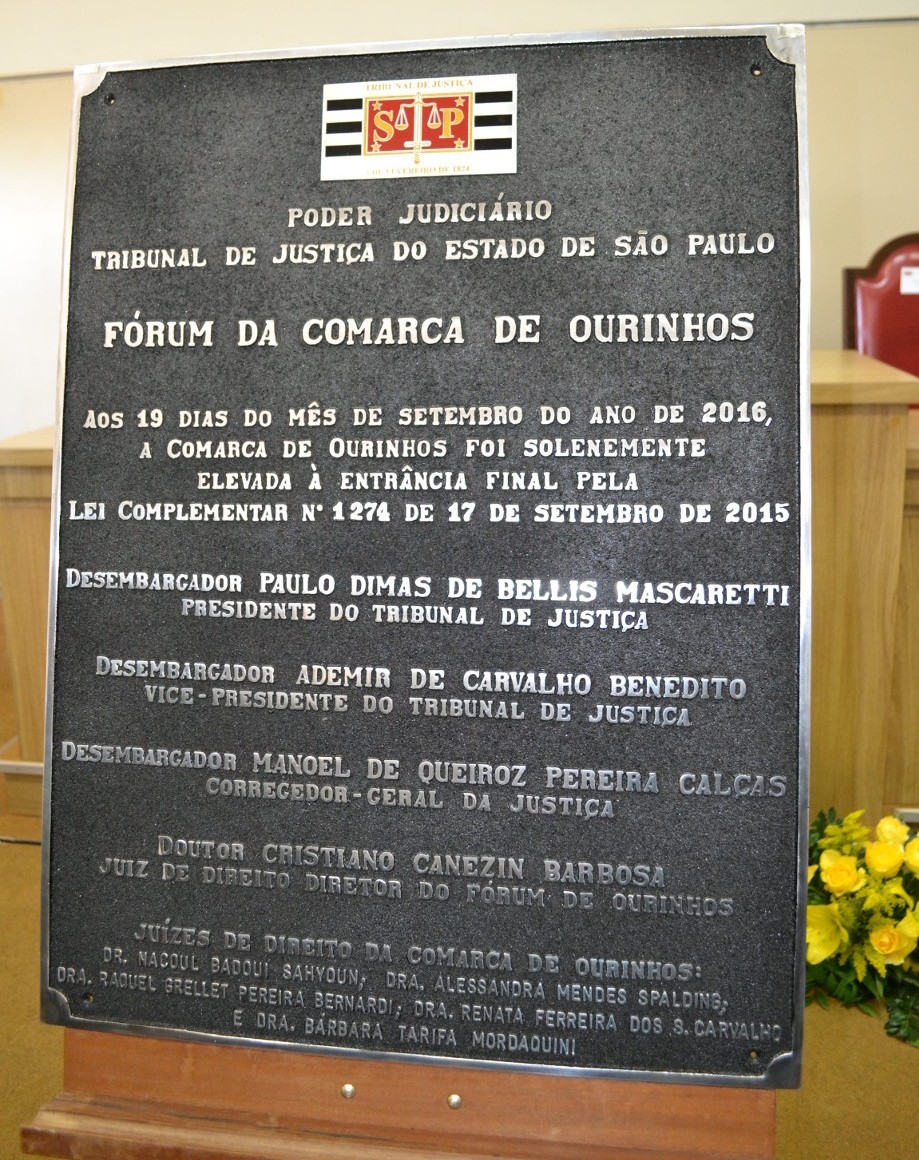 TRIBUNAL DE JUSTIÇA
S P
3 DE FEVEREIRO DE 1874
PODER JUDICIÁRIO
TRIBUNAL DE JUSTIÇA DO ESTADO DE SÃO PAULO
FÓRUM DA COMARCA DE OURINHOS
AOS 19 DIAS DO MÊS DE SETEMBRO DO ANO DE 2016,
A COMARCA DE OURINHOS FOI SOLENEMENTE
ELEVADA À ENTRÂNCIA FINAL PELA
LEI COMPLEMENTAR Nº 1274 DE 17 DE SETEMBRO DE 2015
DESEMBARGADOR PAULO DIMAS DE BELLIS MASCARETTI
PRESIDENTE DO TRIBUNAL DE JUSTIÇA
DESEMBARGADOR ADEMIR DE CARVALHO BENEDITO
VICE-PRESIDENTE DO TRIBUNAL DE JUSTIÇA
DESEMBARGADOR MANOEL DE QUEIROZ PEREIRA CALÇAS
CORREGEDOR-GERAL DA JUSTIÇA
DOUTOR CRISTIANO CANEZIN BARBOSA
JUIZ DE DIREITO DIRETOR DO FÓRUM DE OURINHOS
JUÍZES DE DIREITO DA COMARCA DE OURINHOS:
DR. NACOUL BADOUI SAHYOUN; DRA. ALESSANDRA MENDES SPALDING;
DRA. RAQUEL GRELLET PEREIRA BERNARDI; DRA. RENATA FERREIRA DOS S. CARVALHO
E DRA. BÁRBARA TARIFA MORDAQUINI